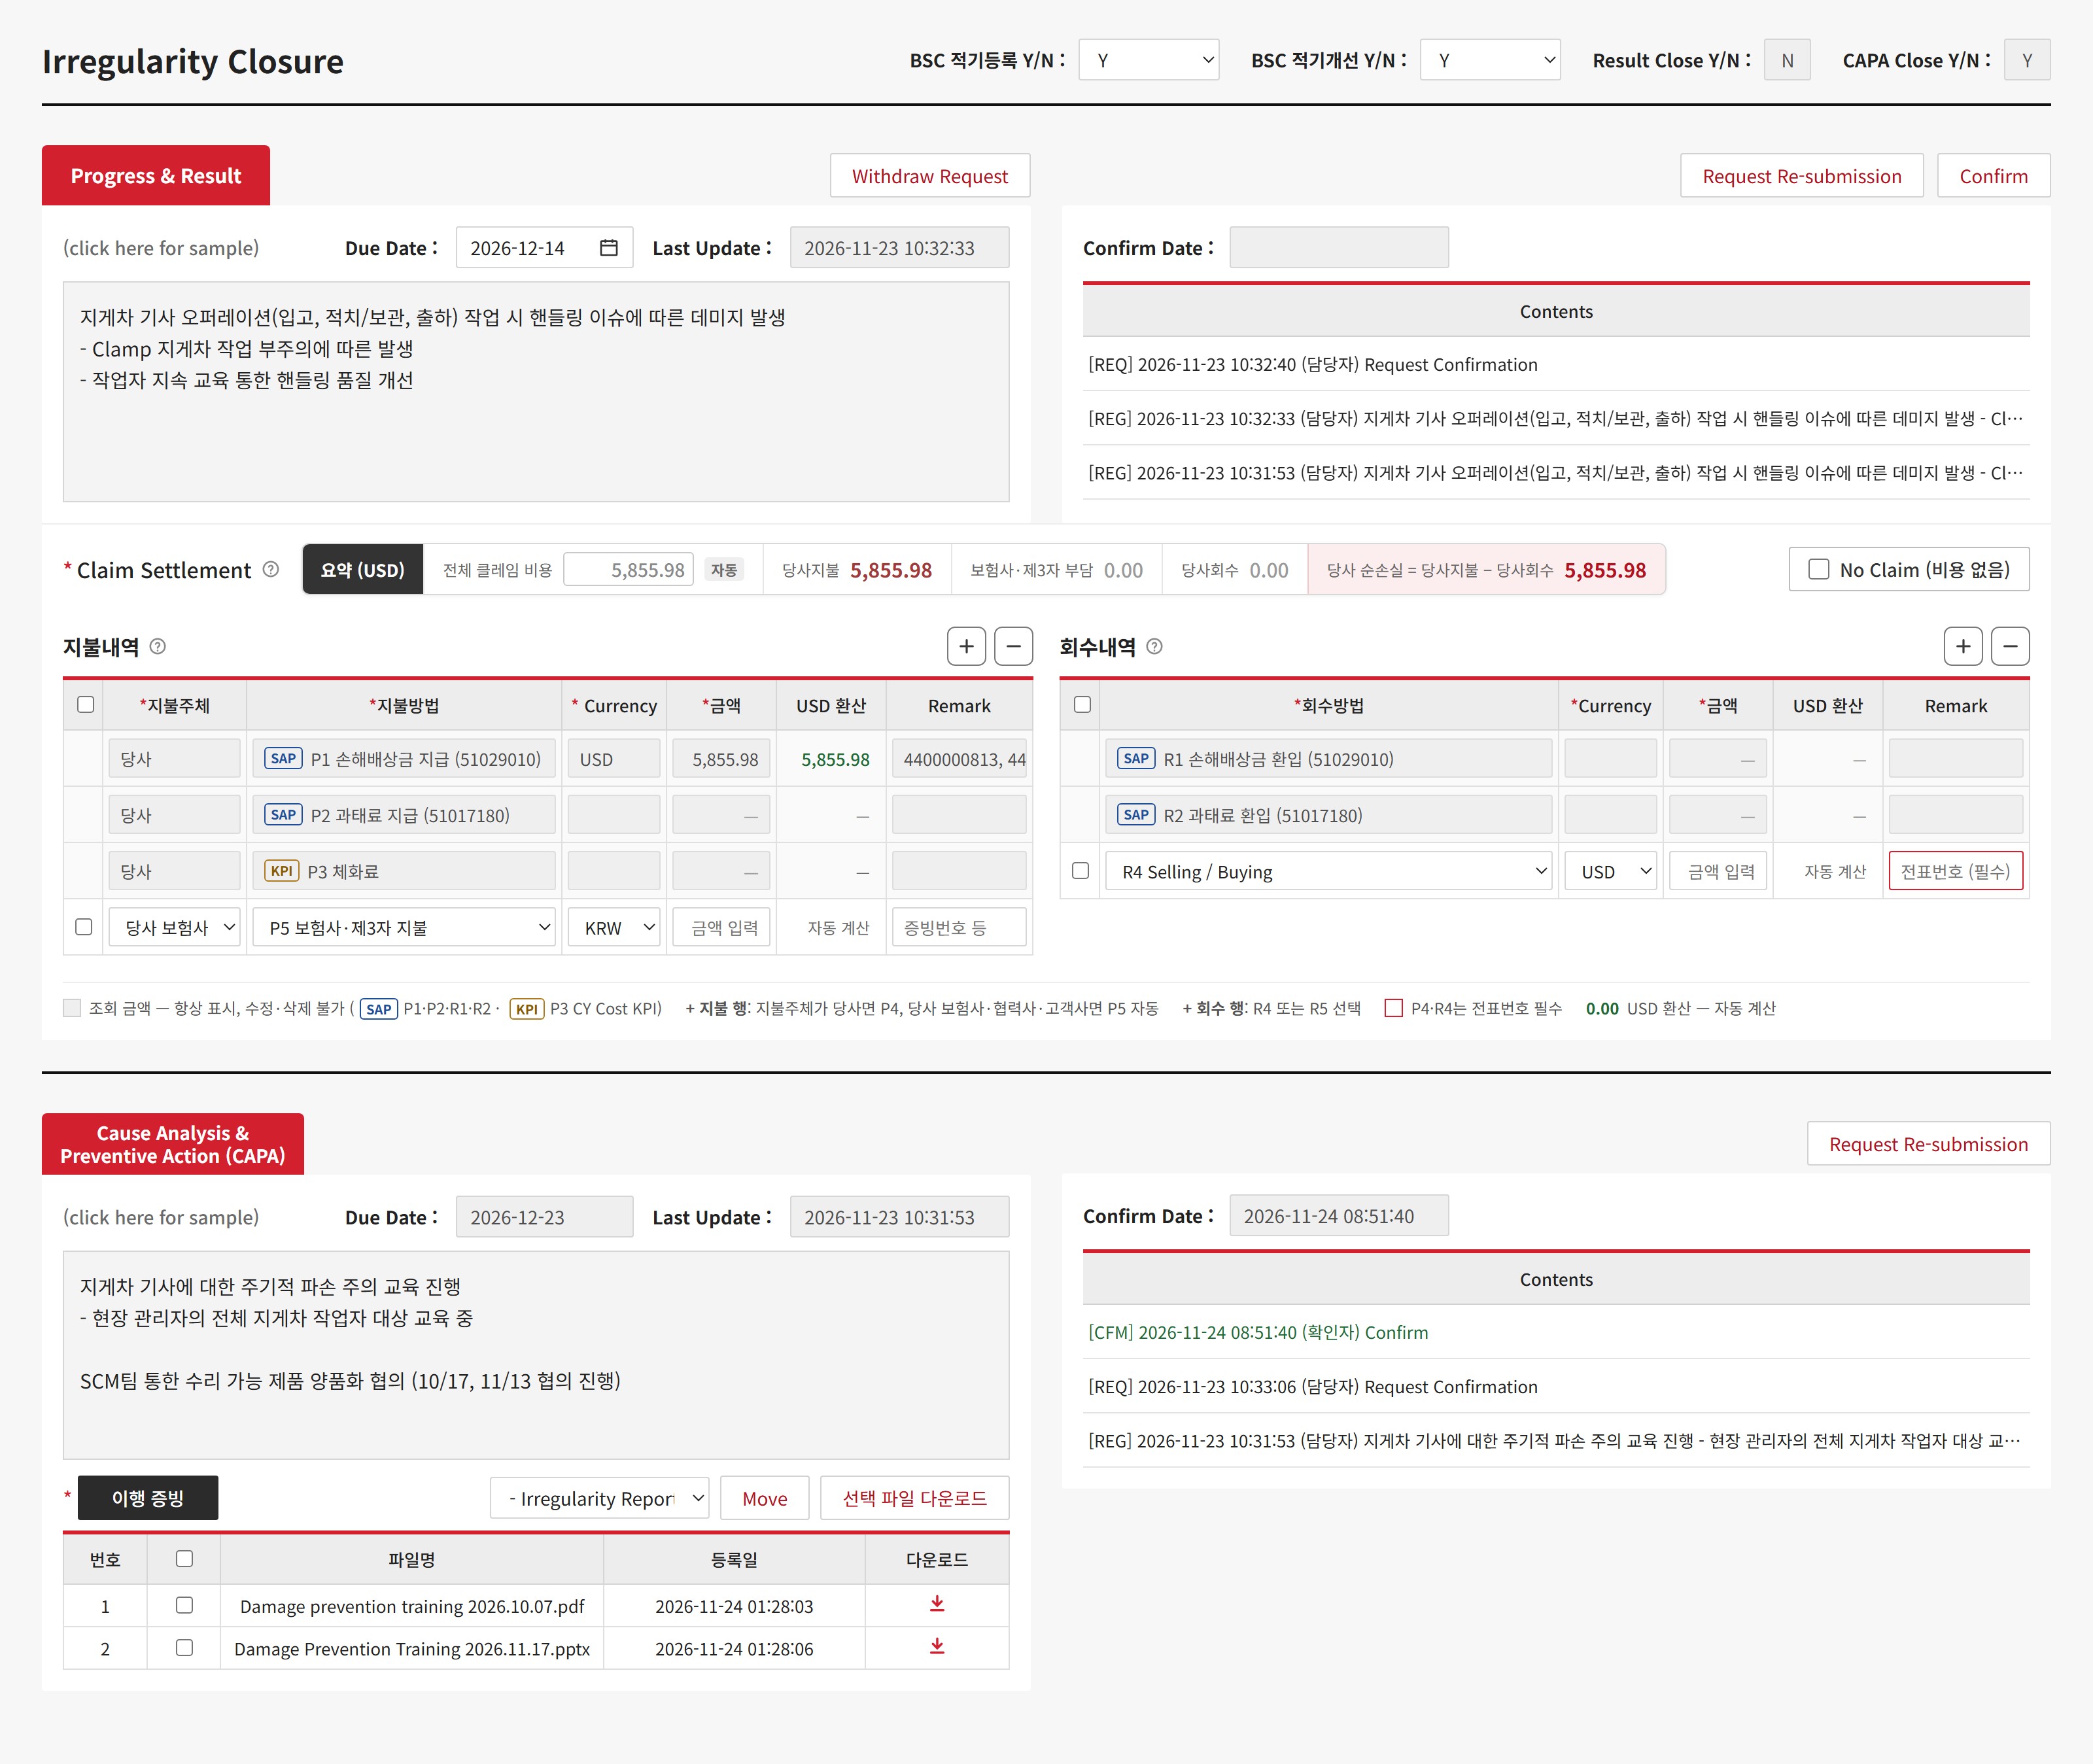 Irregularity Closure
BSC 적기등록 Y/N : Y BSC 적기개선 Y/N : Y Result Close Y/N : N CAPA Close Y/N : Y
Progress & Result
Withdraw Request
Request Re-submission Confirm
(click here for sample) Due Date : 2026-12-14 Last Update : 2026-11-23 10:32:33
지게차 기사 오퍼레이션(입고, 적치/보관, 출하) 작업 시 핸들링 이슈에 따른 데미지 발생
- Clamp 지게차 작업 부주의에 따른 발생
- 작업자 지속 교육 통한 핸들링 품질 개선
Confirm Date :
Contents
[REQ] 2026-11-23 10:32:40 (담당자) Request Confirmation
[REG] 2026-11-23 10:32:33 (담당자) 지게차 기사 오퍼레이션(입고, 적치/보관, 출하) 작업 시 핸들링 이슈에 따른 데미지 발생 - Cl…
[REG] 2026-11-23 10:31:53 (담당자) 지게차 기사 오퍼레이션(입고, 적치/보관, 출하) 작업 시 핸들링 이슈에 따른 데미지 발생 - Cl…
* Claim Settlement ? 요약 (USD) 전체 클레임 비용 5,855.98 자동 당사지불 5,855.98 보험사·제3자 부담 0.00 당사회수 0.00 당사 순손실 = 당사지불 − 당사회수 5,855.98 No Claim (비용 없음)
지불내역 ? + −
*지불주체 *지불방법 * Currency *금액 USD 환산 Remark
당사 SAP P1 손해배상금 지급 (51029010) USD 5,855.98 5,855.98 4400000813, 44
당사 SAP P2 과태료 지급 (51017180) — —
당사 KPI P3 체화료 — —
당사 보험사 P5 보험사·제3자 지불 KRW 금액 입력 자동 계산 증빙번호 등
회수내역 ? + −
*회수방법 *Currency *금액 USD 환산 Remark
SAP R1 손해배상금 환입 (51029010) — —
SAP R2 과태료 환입 (51017180) — —
R4 Selling / Buying USD 금액 입력 자동 계산 전표번호 (필수)
조회 금액 — 항상 표시, 수정·삭제 불가 ( SAP P1·P2·R1·R2 · KPI P3 CY Cost KPI) + 지불 행: 지불주체가 당사면 P4, 당사 보험사·협력사·고객사면 P5 자동 + 회수 행: R4 또는 R5 선택 P4·R4는 전표번호 필수 0.00 USD 환산 — 자동 계산
Cause Analysis &
Preventive Action (CAPA)
Request Re-submission
(click here for sample) Due Date : 2026-12-23 Last Update : 2026-11-23 10:31:53
지게차 기사에 대한 주기적 파손 주의 교육 진행
- 현장 관리자의 전체 지게차 작업자 대상 교육 중
SCM팀 통한 수리 가능 제품 양품화 협의 (10/17, 11/13 협의 진행)
Confirm Date : 2026-11-24 08:51:40
Contents
[CFM] 2026-11-24 08:51:40 (확인자) Confirm
[REQ] 2026-11-23 10:33:06 (담당자) Request Confirmation
[REG] 2026-11-23 10:31:53 (담당자) 지게차 기사에 대한 주기적 파손 주의 교육 진행 - 현장 관리자의 전체 지게차 작업자 대상 교…
* 이행 증빙 - Irregularity Report Move 선택 파일 다운로드
번호 파일명 등록일 다운로드
1 Damage prevention training 2026.10.07.pdf 2026-11-24 01:28:03
2 Damage Prevention Training 2026.11.17.pptx 2026-11-24 01:28:06